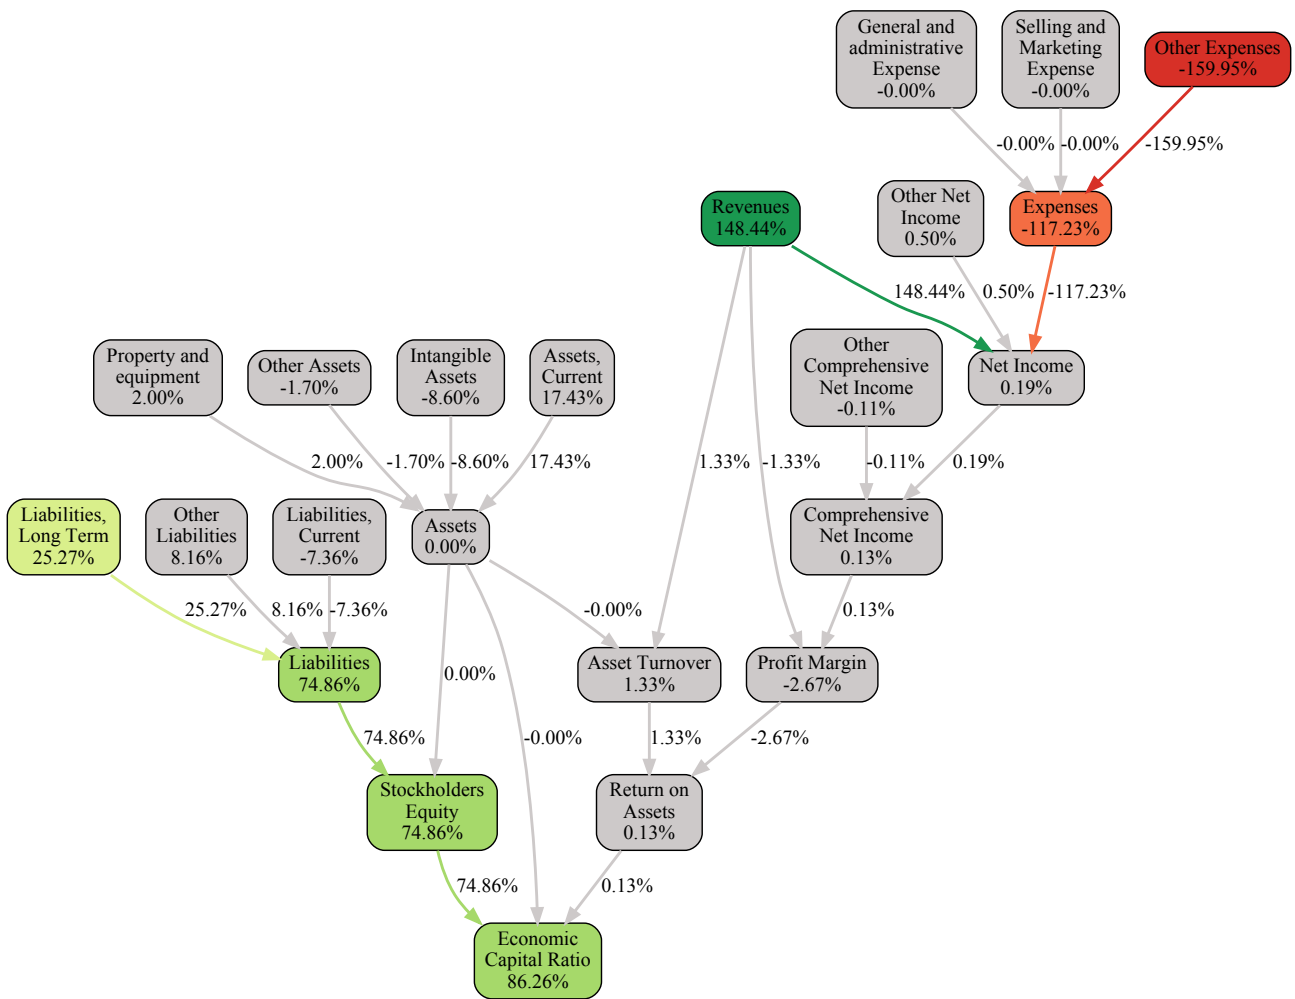 General and
administrative
Expense
-0.00%
Selling and
Marketing
Expense
-0.00%
Other Expenses
-159.95%
-0.00%
-0.00%
-159.95%
Revenues
148.44%
Other Net
Income
0.50%
Expenses
-117.23%
148.44%
0.50%
-117.23%
Property and
equipment
2.00%
Other Assets
-1.70%
Intangible
Assets
-8.60%
Assets,
Current
17.43%
Other
Comprehensive
Net Income
-0.11%
Net Income
0.19%
2.00%
-1.70%
-8.60%
17.43%
1.33%
-1.33%
-0.11%
0.19%
Liabilities,
Long Term
25.27%
Other
Liabilities
8.16%
Liabilities,
Current
-7.36%
Assets
0.00%
Comprehensive
Net Income
0.13%
25.27%
8.16%
-7.36%
-0.00%
0.13%
Liabilities
74.86%
0.00%
Asset Turnover
1.33%
Profit Margin
-2.67%
74.86%
-0.00%
1.33%
-2.67%
Stockholders
Equity
74.86%
Return on
Assets
0.13%
74.86%
0.13%
Economic
Capital Ratio
86.26%